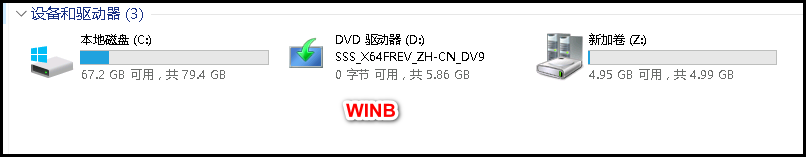 设备和驱动器 (3)
本地磁盘 (C:)
67.2 GB 可用，共 79.4 GB
DVD 驱动器 (D:)
SSS_X64FREV_ZH-CN_DV9
0 字节 可用，共 5.86 GB
新加卷 (Z:)
4.95 GB 可用，共 4.99 GB
WINB